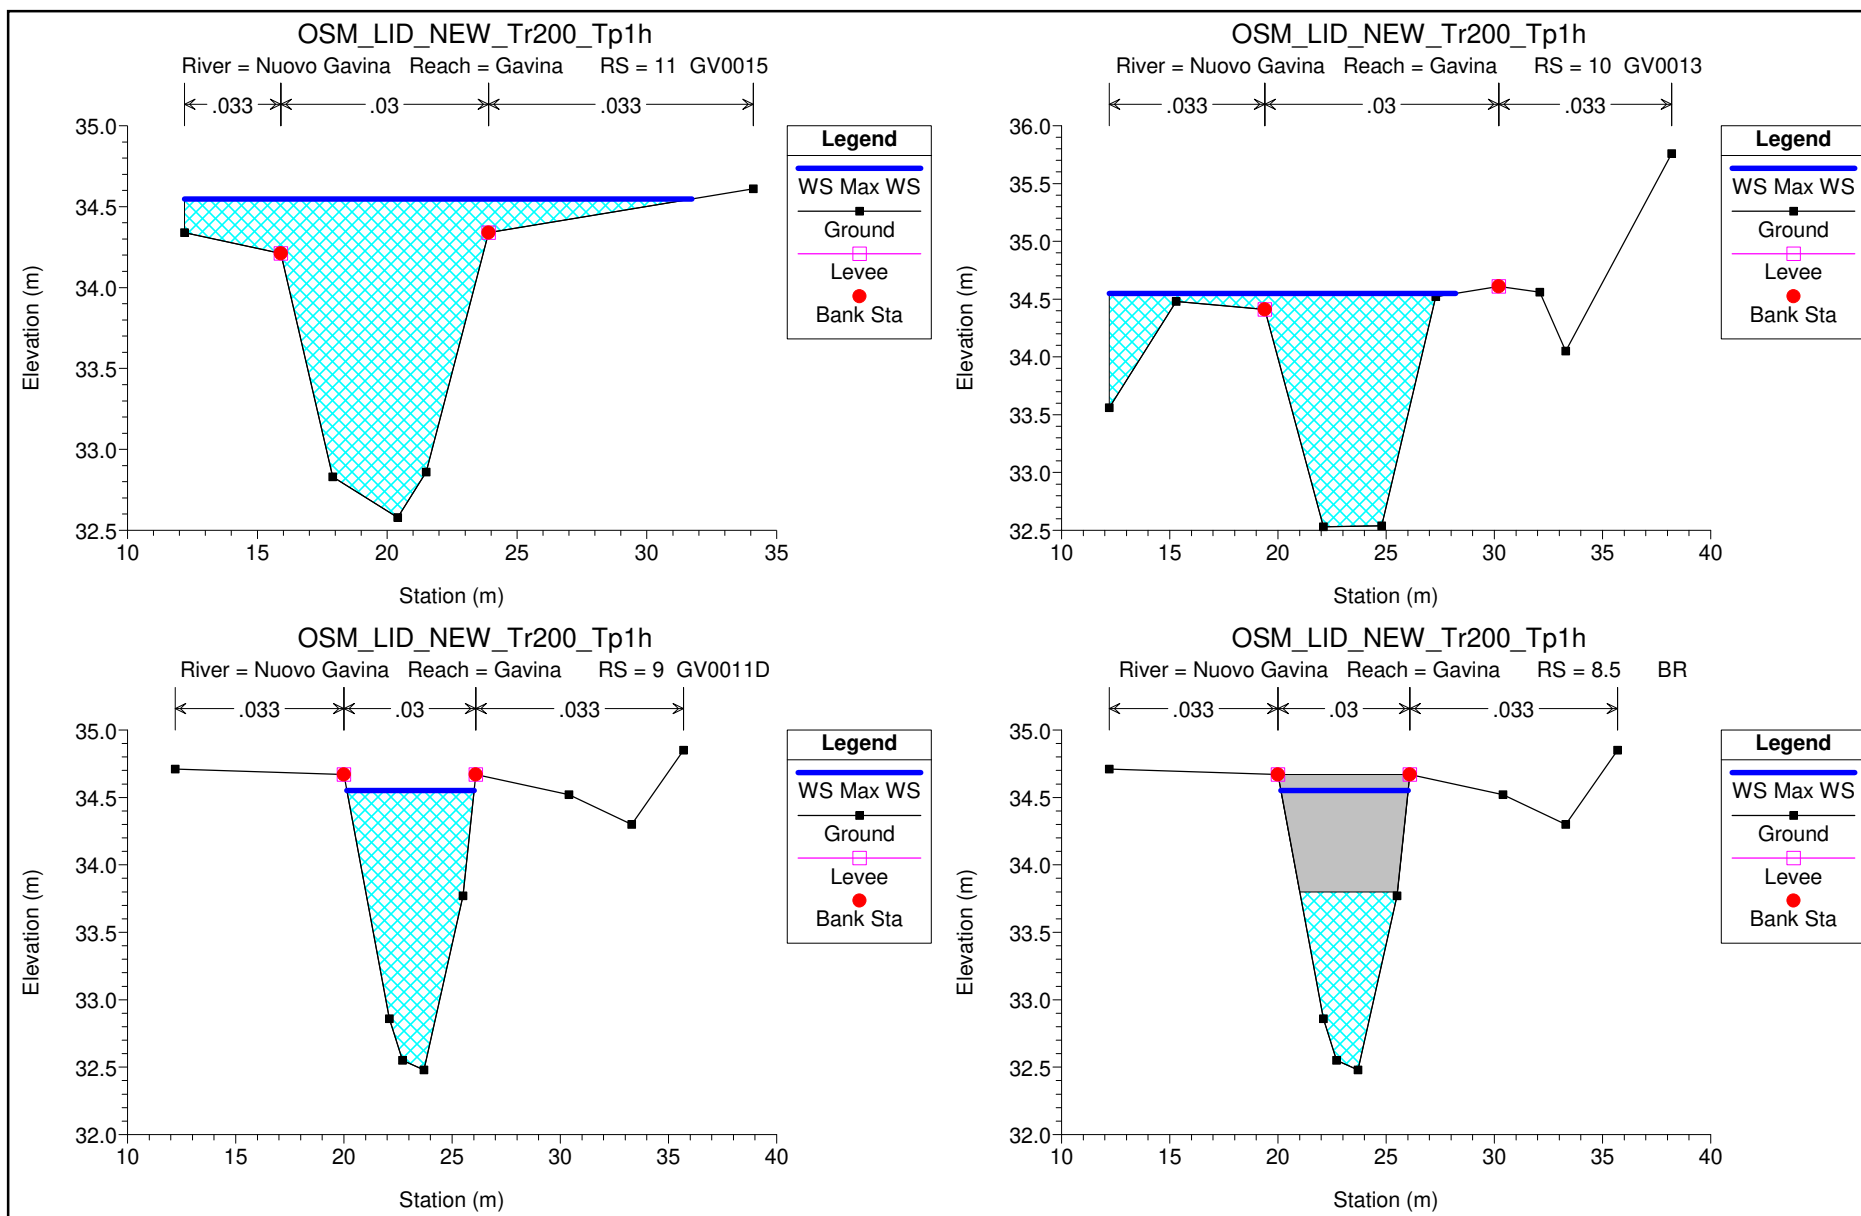 OSM_LID_NEW_Tr200_Tp1h
River = Nuovo Gavina Reach = Gavina RS = 11 GV0015
.033 .03 .033
35.0
34.5
34.0
33.5
33.0
32.5
10 15 20 25 30 35
Elevation (m)
Station (m)
Legend
WS Max WS
Ground
Levee
Bank Sta
OSM_LID_NEW_Tr200_Tp1h
River = Nuovo Gavina Reach = Gavina RS = 10 GV0013
.033 .03 .033
36.0
35.5
35.0
34.5
34.0
33.5
33.0
32.5
10 15 20 25 30 35 40
Elevation (m)
Station (m)
Legend
WS Max WS
Ground
Levee
Bank Sta
OSM_LID_NEW_Tr200_Tp1h
River = Nuovo Gavina Reach = Gavina RS = 9 GV0011D
.033 .03 .033
35.0
34.5
34.0
33.5
33.0
32.5
32.0
10 15 20 25 30 35 40
Elevation (m)
Station (m)
Legend
WS Max WS
Ground
Levee
Bank Sta
OSM_LID_NEW_Tr200_Tp1h
River = Nuovo Gavina Reach = Gavina RS = 8.5 BR
.033 .03 .033
35.0
34.5
34.0
33.5
33.0
32.5
32.0
10 15 20 25 30 35 40
Elevation (m)
Station (m)
Legend
WS Max WS
Ground
Levee
Bank Sta